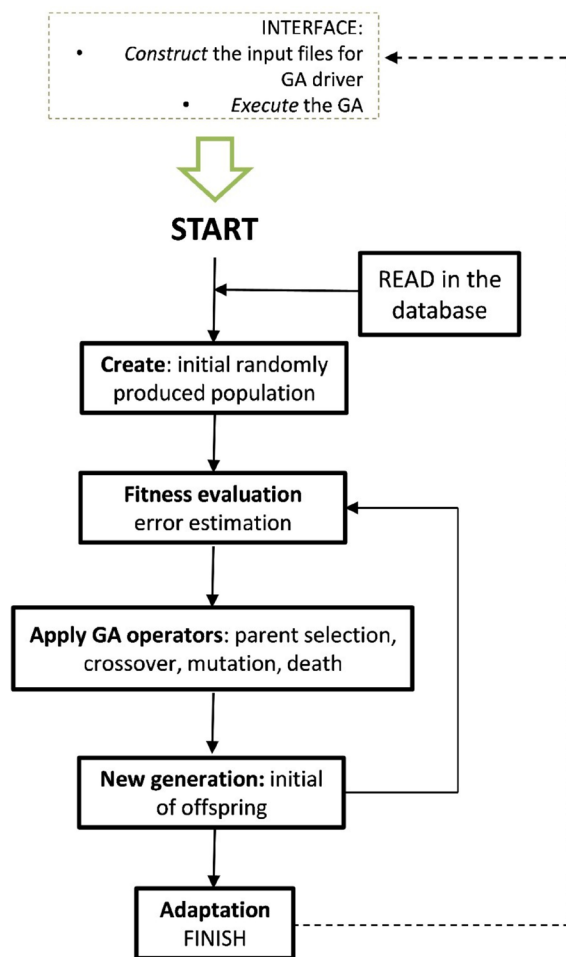 INTERFACE:
• Construct the input files for
GA driver
• Execute the GA
START
READ in the
database
Create: initial randomly
produced population
Fitness evaluation
error estimation
Apply GA operators: parent selection,
crossover, mutation, death
New generation: initial
of offspring
Adaptation
FINISH